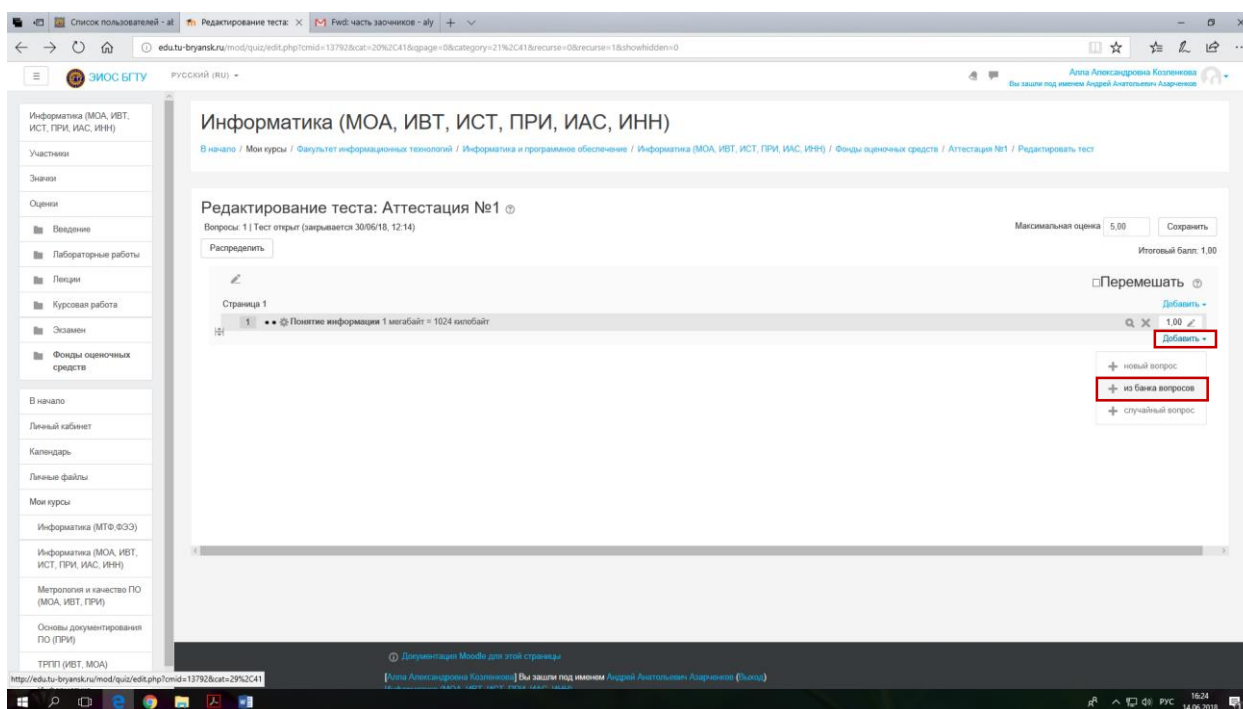 Список пользователей - at
Редактирование теста:
Fwd: часть заочников - aly
edu.tu-bryansk.ru/mod/quiz/edit.php?cmid=13792&cat=20%2C41&qpage=0&category=21%2C41&recurse=0&recurse=1&showhidden=0
ЭИОС БГТУ
РУССКИЙ (RU)
Алла Александровна Козленкова
Вы зашли под именем Андрей Анатольевич Азарченков
Информатика (МОА, ИВТ,
ИСТ, ПРИ, ИАС, ИНН)
Участники
Значки
Оценки
Введение
Лабораторные работы
Лекции
Курсовая работа
Экзамен
Фонды оценочных
средств
В начало
Личный кабинет
Календарь
Личные файлы
Мои курсы
Информатика (МТФ,ФЭЭ)
Информатика (МОА, ИВТ,
ИСТ, ПРИ, ИАС, ИНН)
Метрология и качество ПО
(МОА, ИВТ, ПРИ)
Основы документирования
ПО (ПРИ)
ТРПП (ИВТ, МОА)
Информатика (МОА, ИВТ, ИСТ, ПРИ, ИАС, ИНН)
В начало / Мои курсы / Факультет информационных технологий / Информатика и программное обеспечение / Информатика (МОА, ИВТ, ИСТ, ПРИ, ИАС, ИНН) / Фонды оценочных средств / Аттестация №1 / Редактировать тест
Редактирование теста: Аттестация №1
Вопросы: 1 | Тест открыт (закрывается 30/06/18, 12:14)
Максимальная оценка 5,00 Сохранить
Распределить
Итоговый балл: 1,00
Перемешать
Страница 1
Добавить
1 Понятие информации 1 мегабайт = 1024 килобайт 1,00
Добавить
новый вопрос
из банка вопросов
случайный вопрос
Документация Moodle для этой страницы
[Алла Александровна Козленкова] Вы зашли под именем Андрей Анатольевич Азарченков (Выход)
http://edu.tu-bryansk.ru/mod/quiz/edit.php?cmid=13792&cat=29%2C41
РУС
16:24
14.06.2018